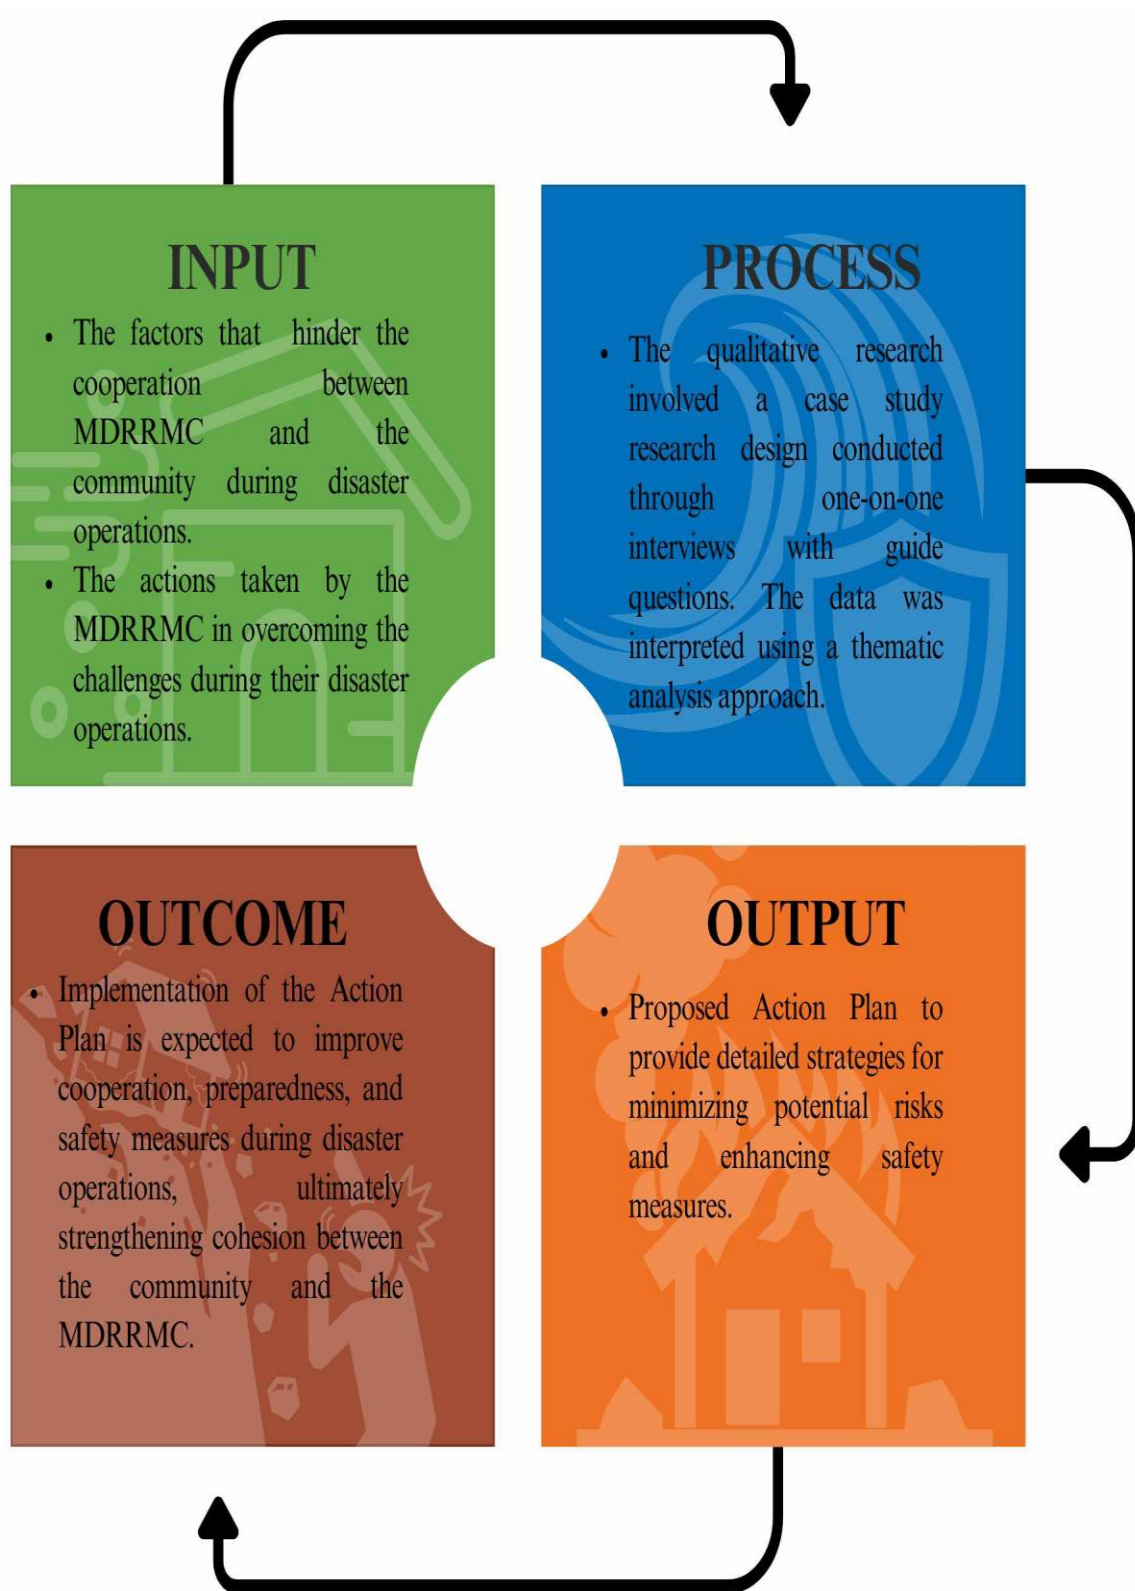 INPUT
• The factors that hinder the
cooperation between
MDRRMC and the
community during disaster
operations.
• The actions taken by the
MDRRMC in overcoming the
challenges during their disaster
operations.
PROCESS
• The qualitative research
involved a case study
research design conducted
through one-on-one
interviews with guide
questions. The data was
interpreted using a thematic
analysis approach.
OUTCOME
• Implementation of the Action
Plan is expected to improve
cooperation, preparedness, and
safety measures during disaster
operations, ultimately
strengthening cohesion between
the community and the
MDRRMC.
OUTPUT
• Proposed Action Plan to
provide detailed strategies for
minimizing potential risks
and enhancing safety
measures.